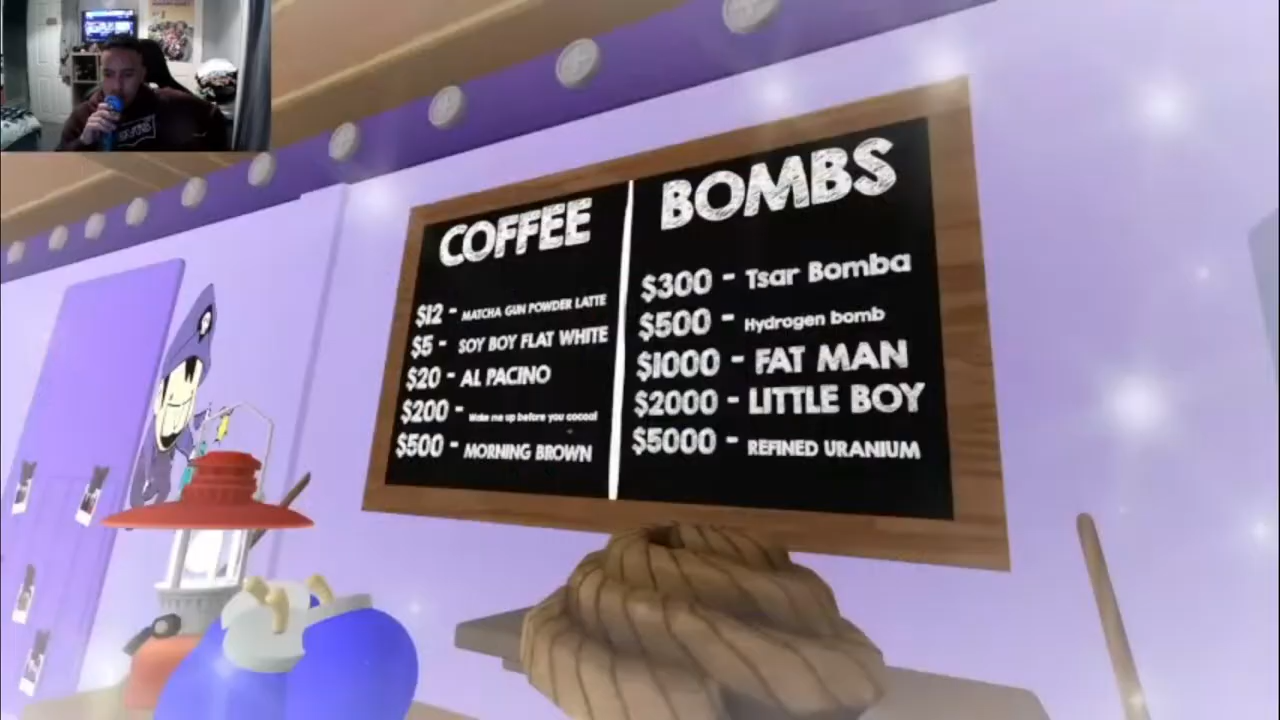 COFFEE
$12 - MATCHA GUN POWDER LATTE
$5 - SOY BOY FLAT WHITE
$20 - AL PACINO
$200 - Wake me up before you cocoa!
$500 - MORNING BROWN
BOMBS
$300 - Tsar Bomba
$500 - Hydrogen bomb
$1000 - FAT MAN
$2000 - LITTLE BOY
$5000 - REFINED URANIUM